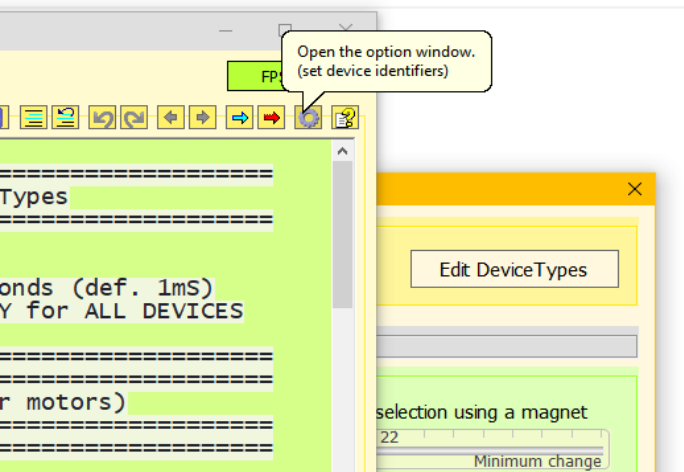 Open the option window.
(set device identifiers)
FPS
====================
Types
====================
onds (def. 1mS)
Y for ALL DEVICES
====================
====================
r motors)
====================
====================
Edit DeviceTypes
selection using a magnet
22
Minimum change